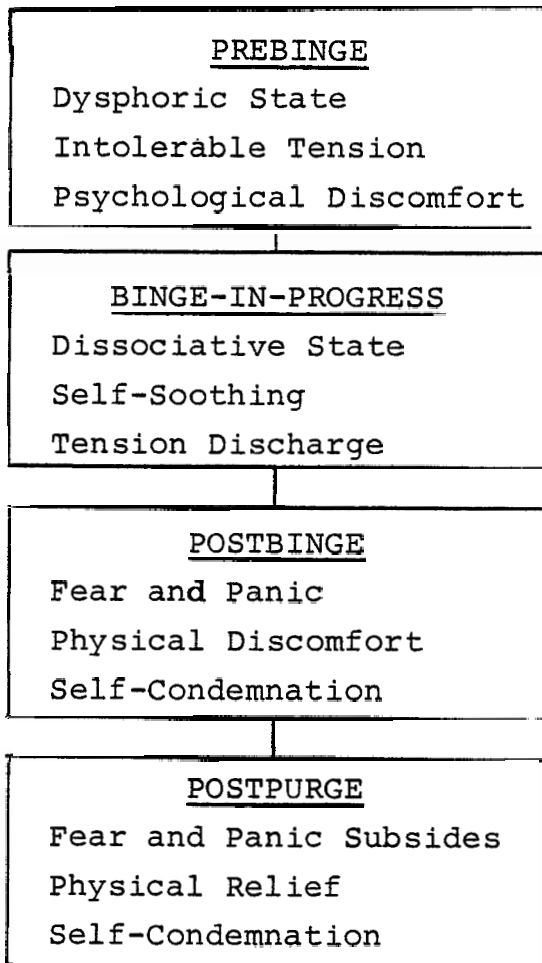 PREBINGE
Dysphoric State
Intolerable Tension
Psychological Discomfort
BINGE-IN-PROGRESS
Dissociative State
Self-Soothing
Tension Discharge
POSTBINGE
Fear and Panic
Physical Discomfort
Self-Condemnation
POSTPURGE
Fear and Panic Subsides
Physical Relief
Self-Condemnation